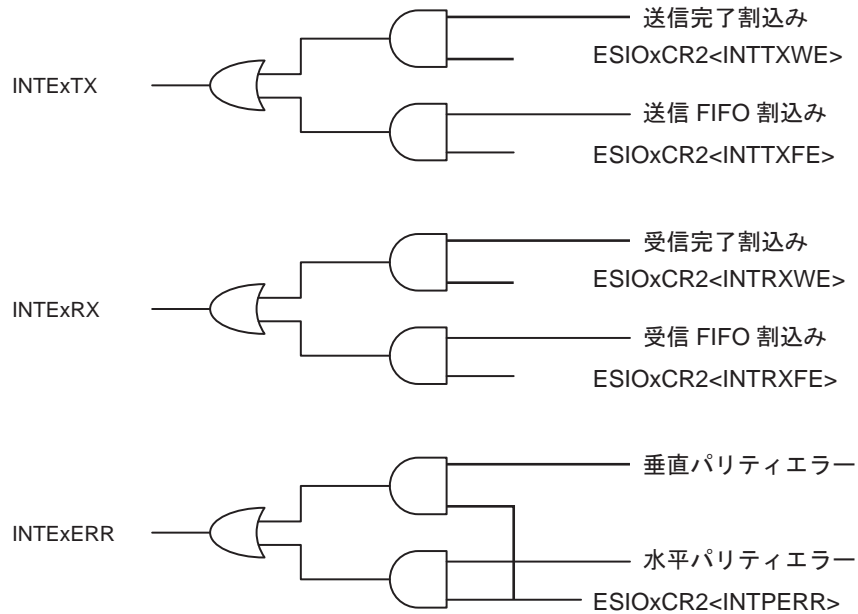 送信完了割込み
ESIOxCR2<INTTXWE>
INTExTX
送信 FIFO 割込み
ESIOxCR2<INTTXFE>
受信完了割込み
ESIOxCR2<INTRXWE>
INTExRX
受信 FIFO 割込み
ESIOxCR2<INTRXFE>
垂直パリティエラー
INTExERR
水平パリティエラー
ESIOxCR2<INTPERR>